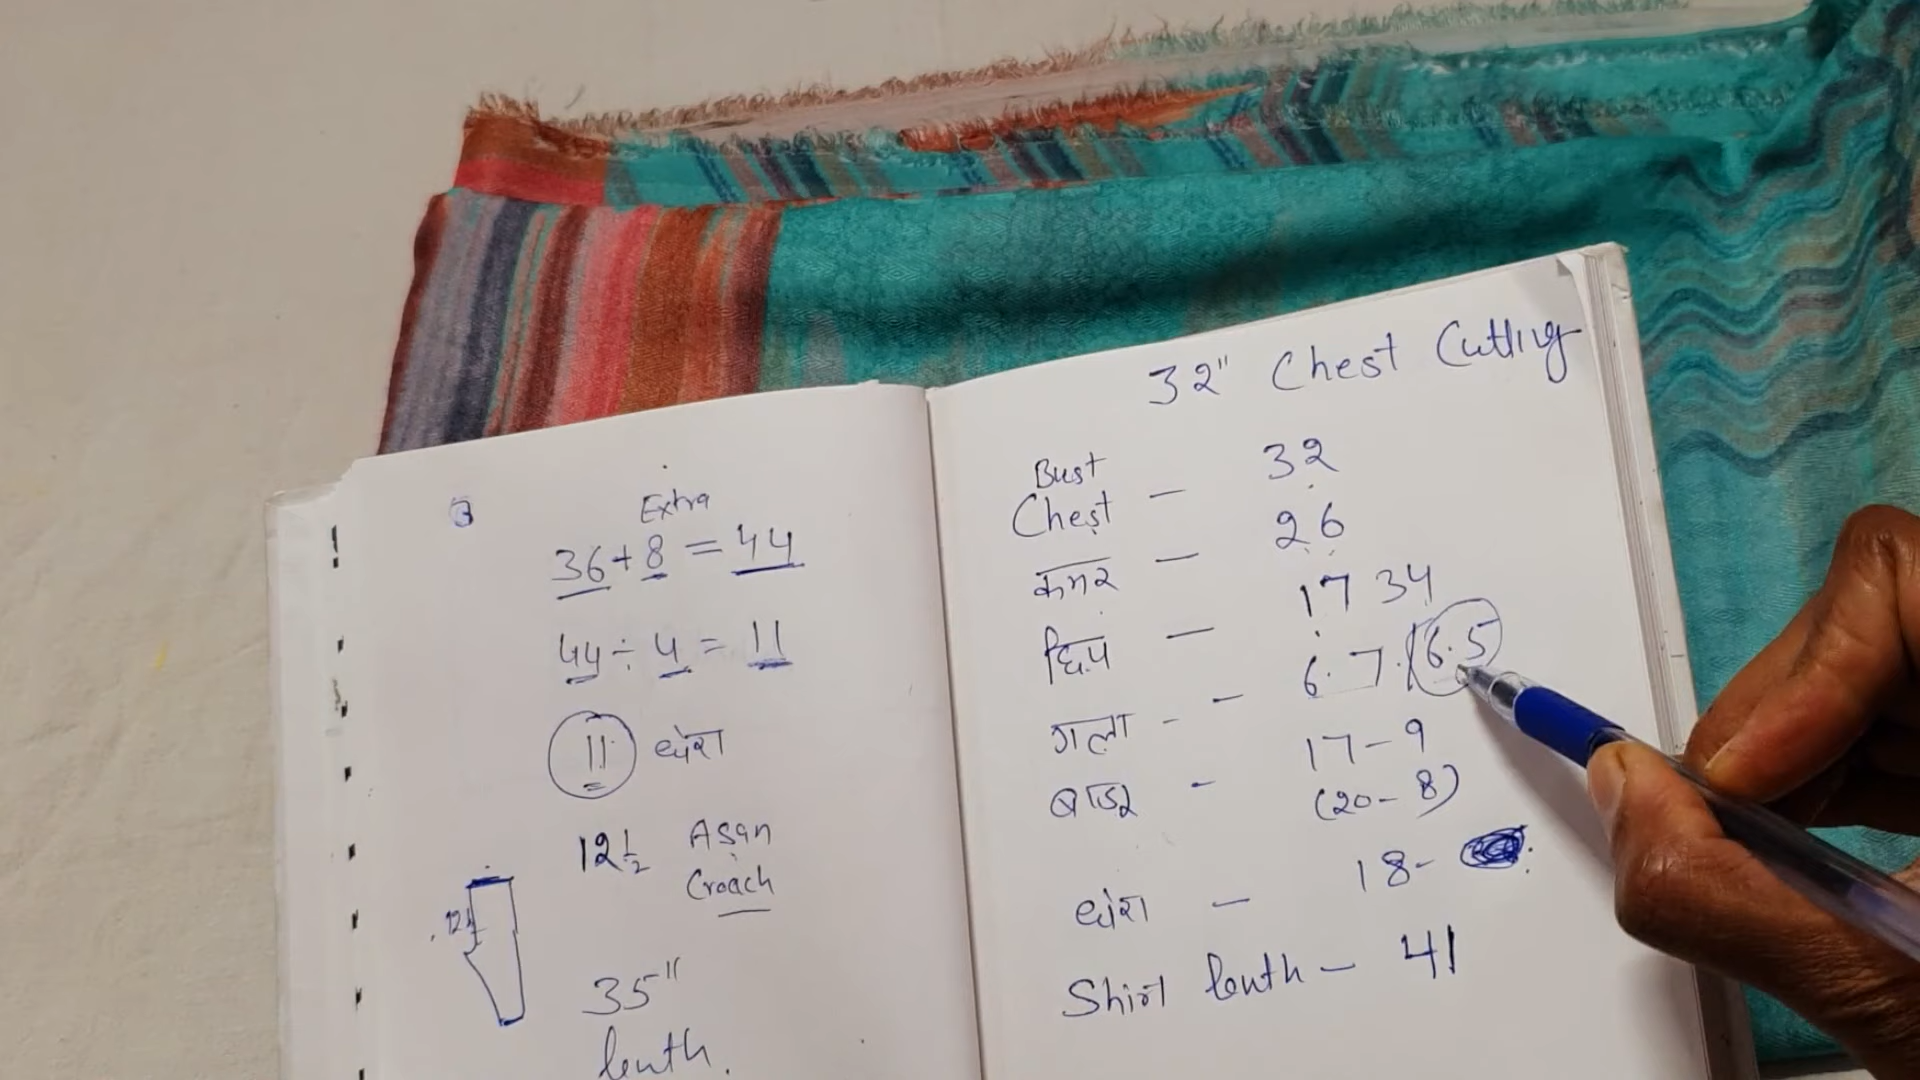 Extra
36+8=44
44÷4=11
11 घेरा
12½ Asan
Croach
12½
35"
lenth.
32" Chest Cutting
Bust
Chest – 32
कमर – 26
हिप – 17 34
गला - – 6.7.|6.5
बाजू - 17-9
(20-8)
घेरा – 18-
Shirt lenth – 41